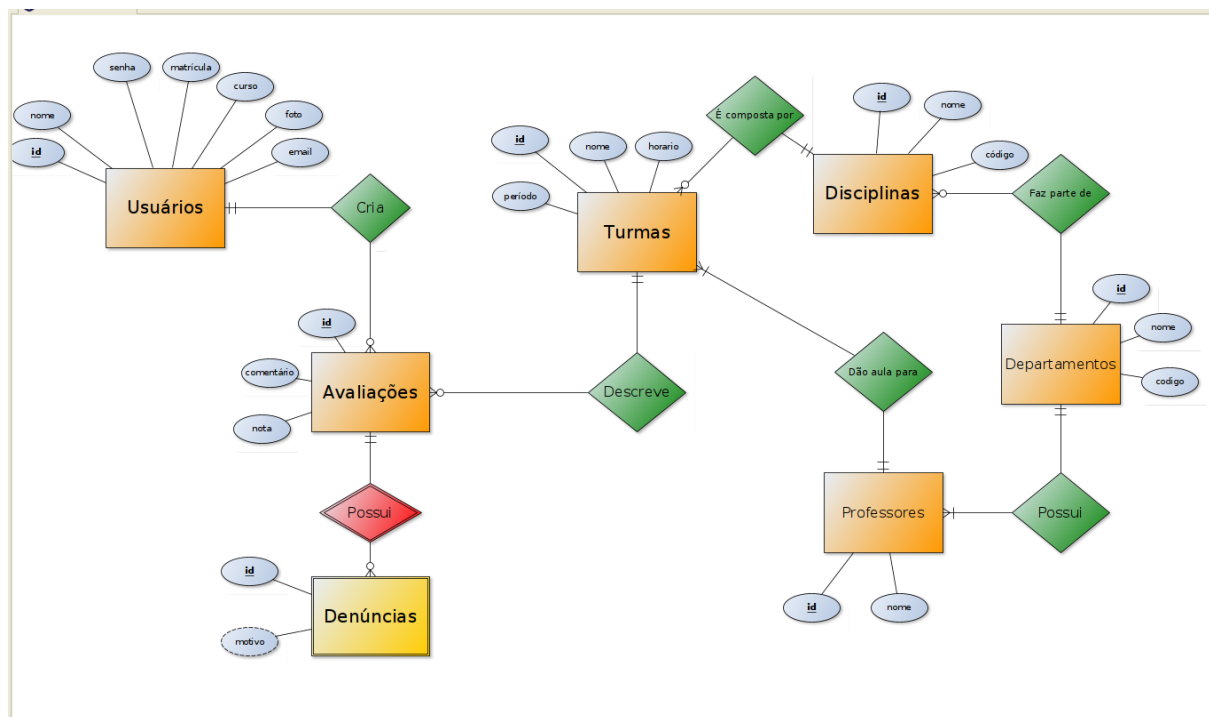 senha
matrícula
curso
nome
foto
id
email
Usuários
Cria
id
nome
horario
período
Turmas
É composta por
id
nome
código
Disciplinas
Faz parte de
id
comentário
nota
Avaliações
Descreve
Dão aula para
id
nome
codigo
Departamentos
Possui
id
motivo
Denúncias
Professores
id
nome
Possui